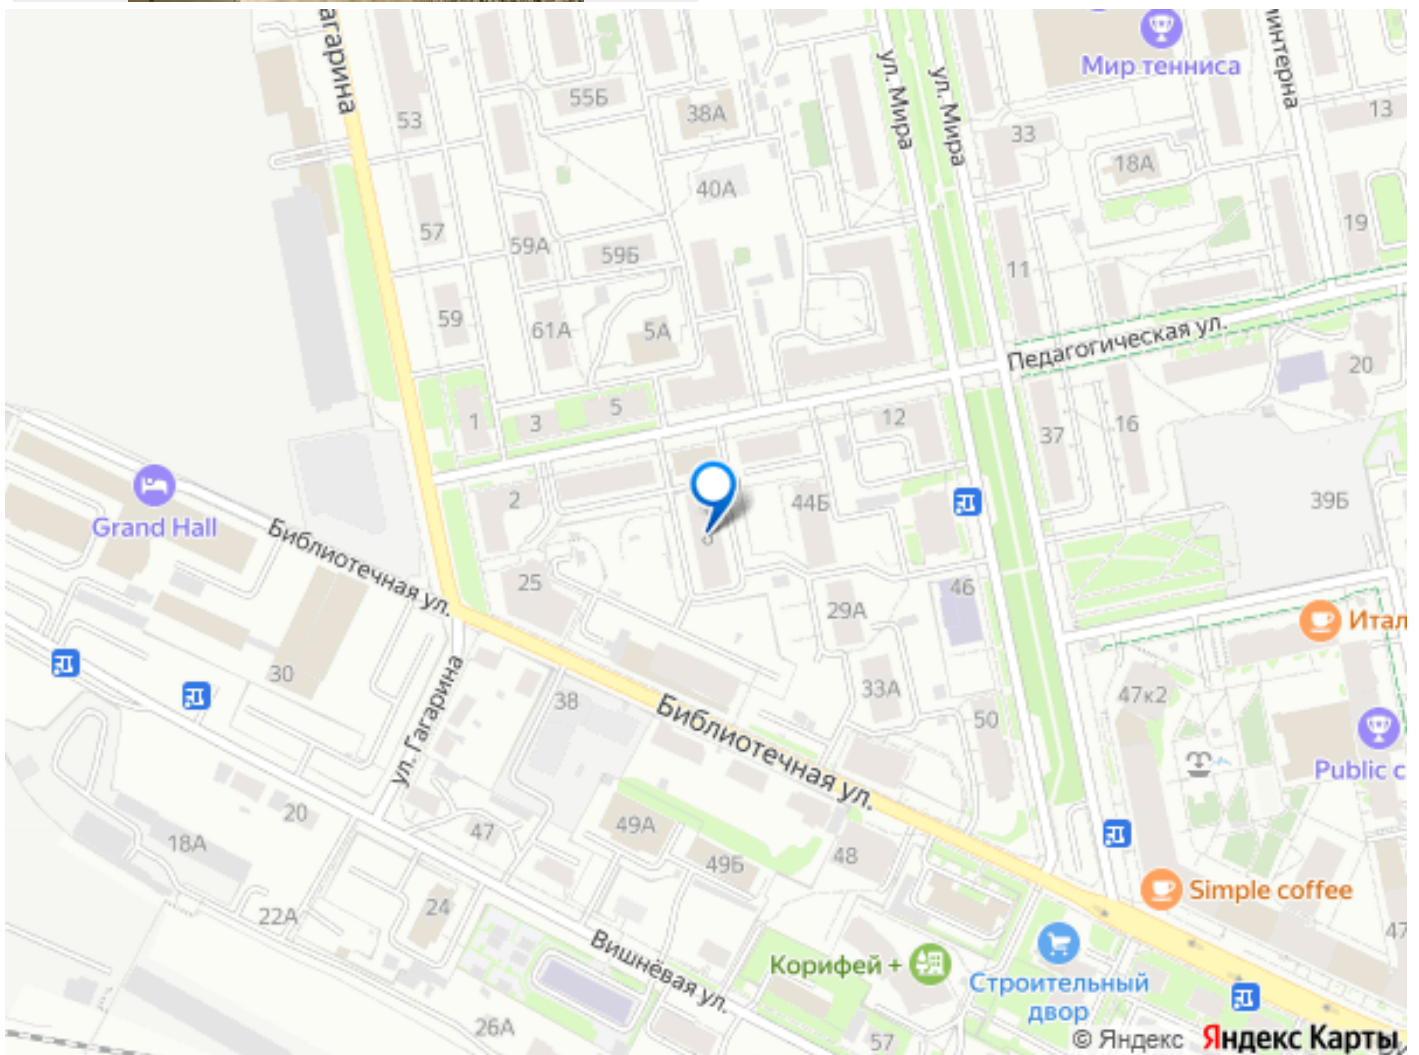 агарина
ул. Мира
ул. Мира
интерна
Мир тенниса
53
55Б
38А
33
18А
13
40А
57
59А
59Б
11
19
59
61А
5А
Педагогическая ул.
20
1
3
5
12
37
16
2
44Б
39Б
Grand Hall
Библиотечная ул.
25
29А
46
Итал
30
ул. Гагарина
38
33А
50
47к2
Библиотечная ул.
Public c
20
18А
47
49А
49Б
48
Simple coffee
22А
24
47
Вишнёвая ул.
Корифей +
Строительный
двор
26А
57
© Яндекс Яндекс Карты